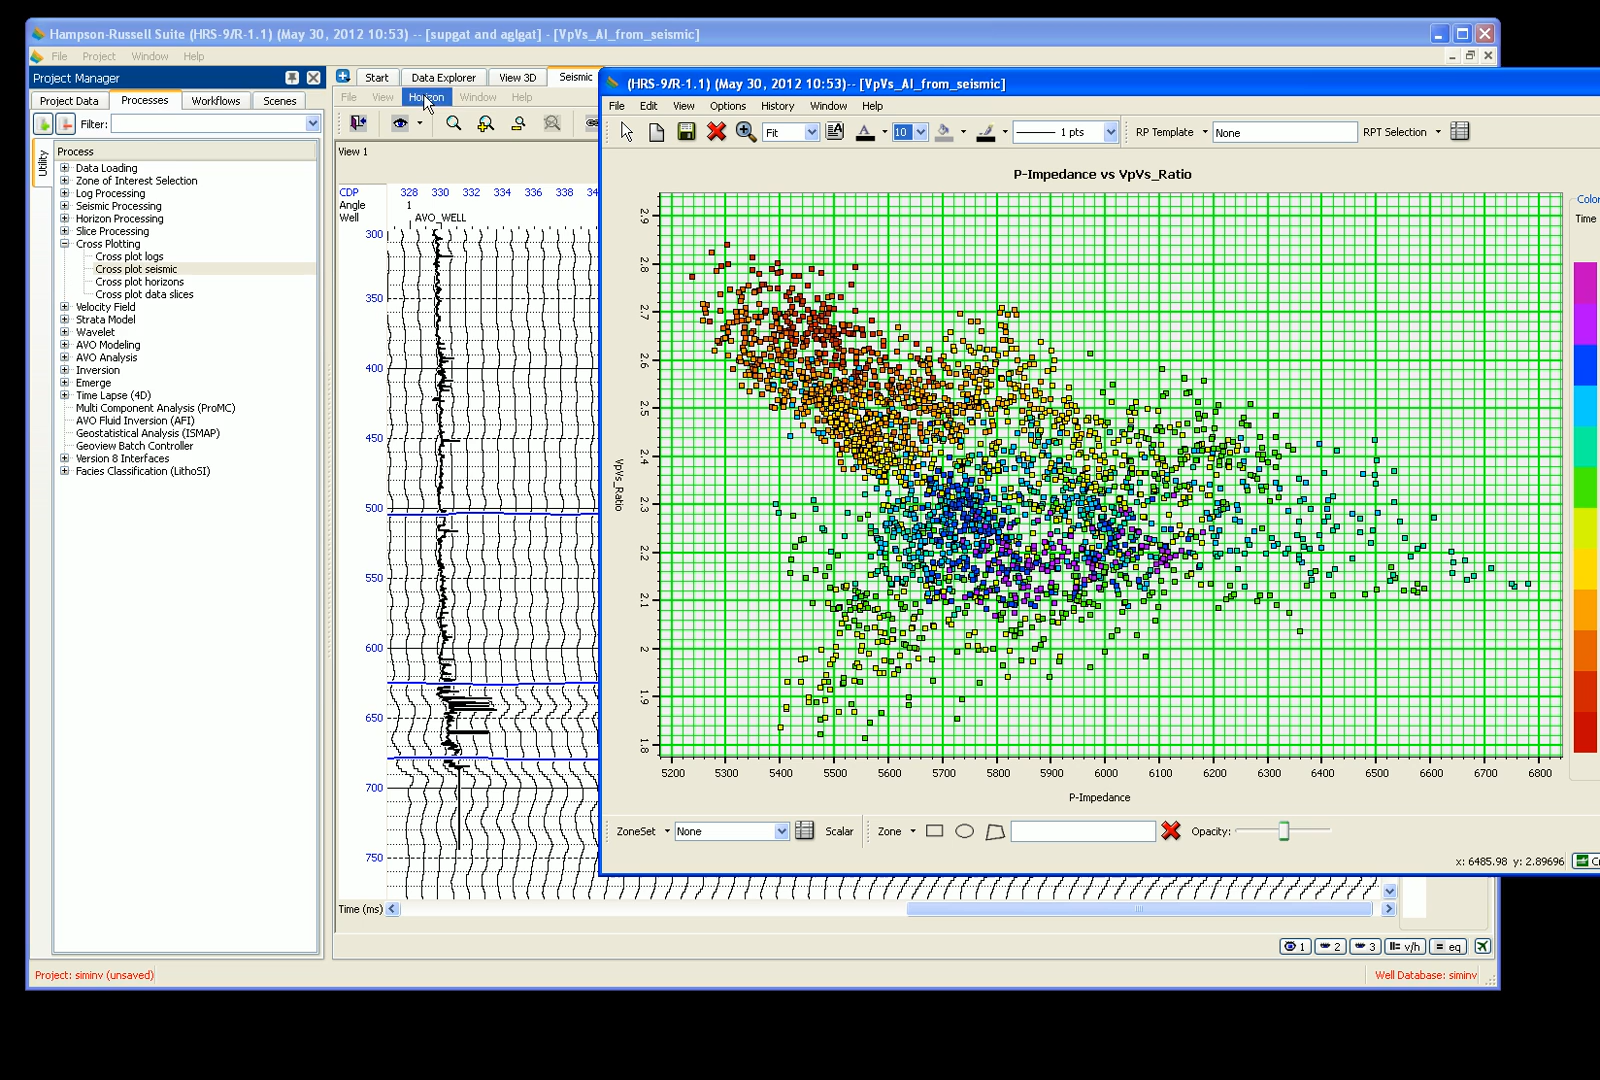 Hampson-Russell Suite (HRS-9/R-1.1) (May 30, 2012 10:53) -- [supgat and aglgat] - [VpVs_AI_from_seismic]
File Project Window Help
Project Manager
Project Data Processes Workflows Scenes
Filter:
Utility
Process
Data Loading
Zone of Interest Selection
Log Processing
Seismic Processing
Horizon Processing
Slice Processing
Cross Plotting
Cross plot logs
Cross plot seismic
Cross plot horizons
Cross plot data slices
Velocity Field
Strata Model
Wavelet
AVO Modeling
AVO Analysis
Inversion
Emerge
Time Lapse (4D)
Multi Component Analysis (ProMC)
AVO Fluid Inversion (AFI)
Geostatistical Analysis (ISMAP)
Geoview Batch Controller
Version 8 Interfaces
Facies Classification (LithoSI)
Start Data Explorer View 3D Seismic
File View Horizon Window Help
View 1
CDP 328 330 332 334 336 338 34
Angle 1
Well AVO_WELL
300
350
400
450
500
550
600
650
700
750
Time (ms)
(HRS-9/R-1.1) (May 30, 2012 10:53)-- [VpVs_AI_from_seismic]
File Edit View Options History Window Help
Fit A A 10 1 pts RP Template None RPT Selection
P-Impedance vs VpVs_Ratio
Color
Time
VpVs_Ratio
2.9
2.8
2.7
2.6
2.5
2.4
2.3
2.2
2.1
2
1.9
1.8
5200 5300 5400 5500 5600 5700 5800 5900 6000 6100 6200 6300 6400 6500 6600 6700 6800
P-Impedance
ZoneSet None Scalar Zone Opacity:
x: 6485.98 y: 2.89696
1 2 3 v/h = eq
Project: siminv (unsaved)
Well Database: siminv